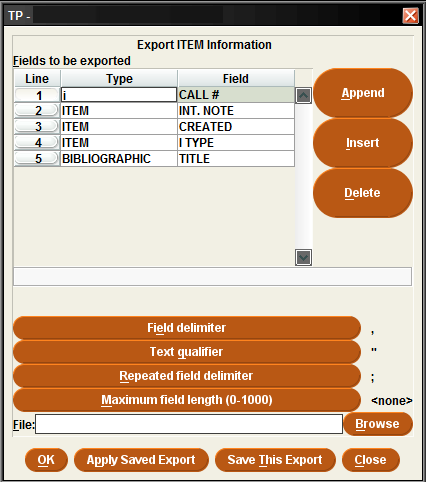 TP -
Export ITEM Information
Fields to be exported
Line Type Field
1 i CALL #
2 ITEM INT. NOTE
3 ITEM CREATED
4 ITEM I TYPE
5 BIBLIOGRAPHIC TITLE
Append
Insert
Delete
Field delimiter ,
Text qualifier "
Repeated field delimiter ;
Maximum field length (0-1000) <none>
File: Browse
OK Apply Saved Export Save This Export Close